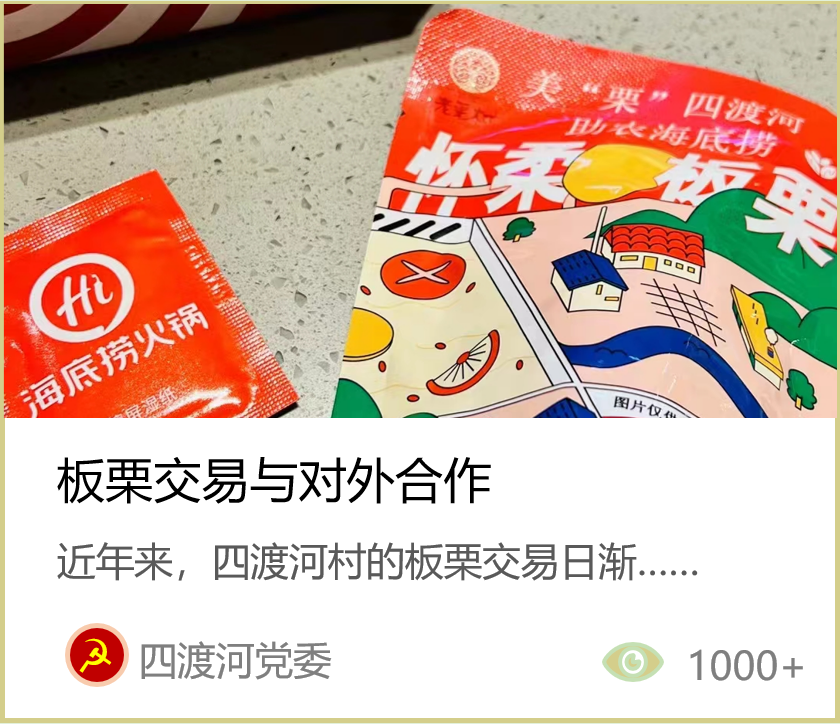 美“栗”四渡河
助农海底捞
怀柔板栗
Hi
海底捞火锅
图片仅供
板栗交易与对外合作
近年来，四渡河村的板栗交易日渐......
四渡河党委
1000+